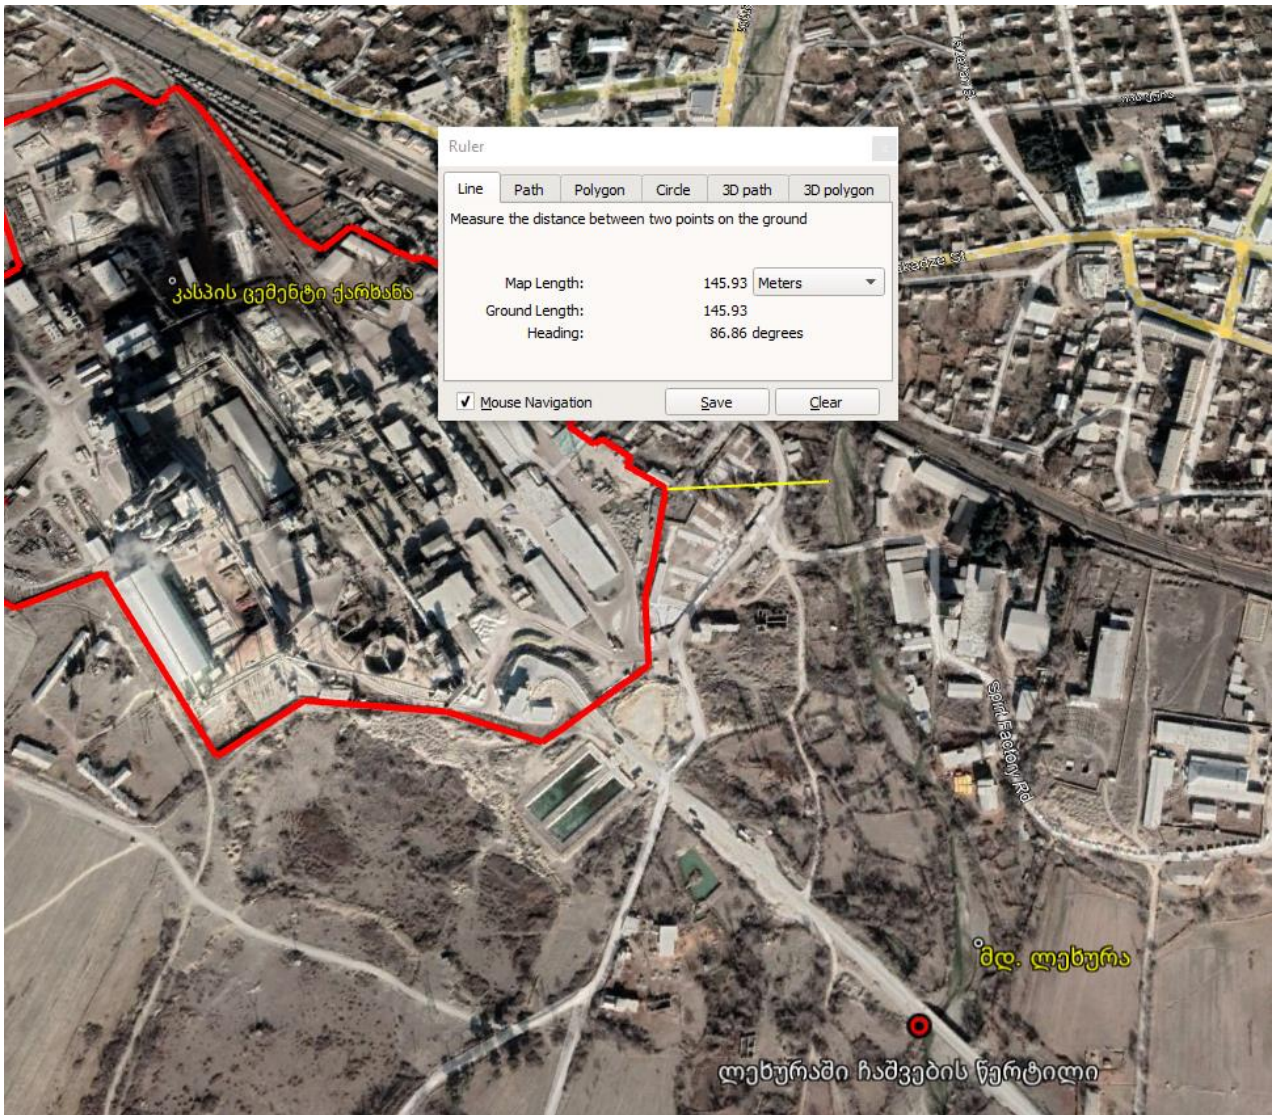 Ruler
Line Path Polygon Circle 3D path 3D polygon
Measure the distance between two points on the ground
Map Length: 145.93 Meters
Ground Length: 145.93
Heading: 86.86 degrees
Mouse Navigation Save Clear
კასპის ცემენტი ქარხანა
Spirt Factory Rd
მდ. ლეხურა
ლეხურაში ჩაშვების წერტილი